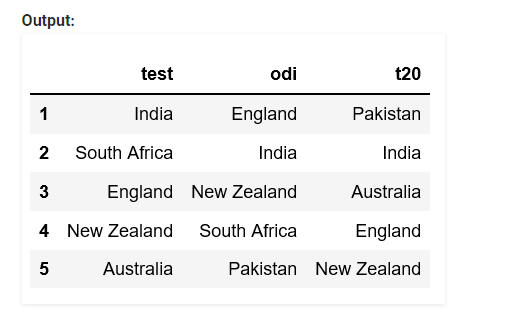 Output:
test odi t20
1 India England Pakistan
2 South Africa India India
3 England New Zealand Australia
4 New Zealand South Africa England
5 Australia Pakistan New Zealand